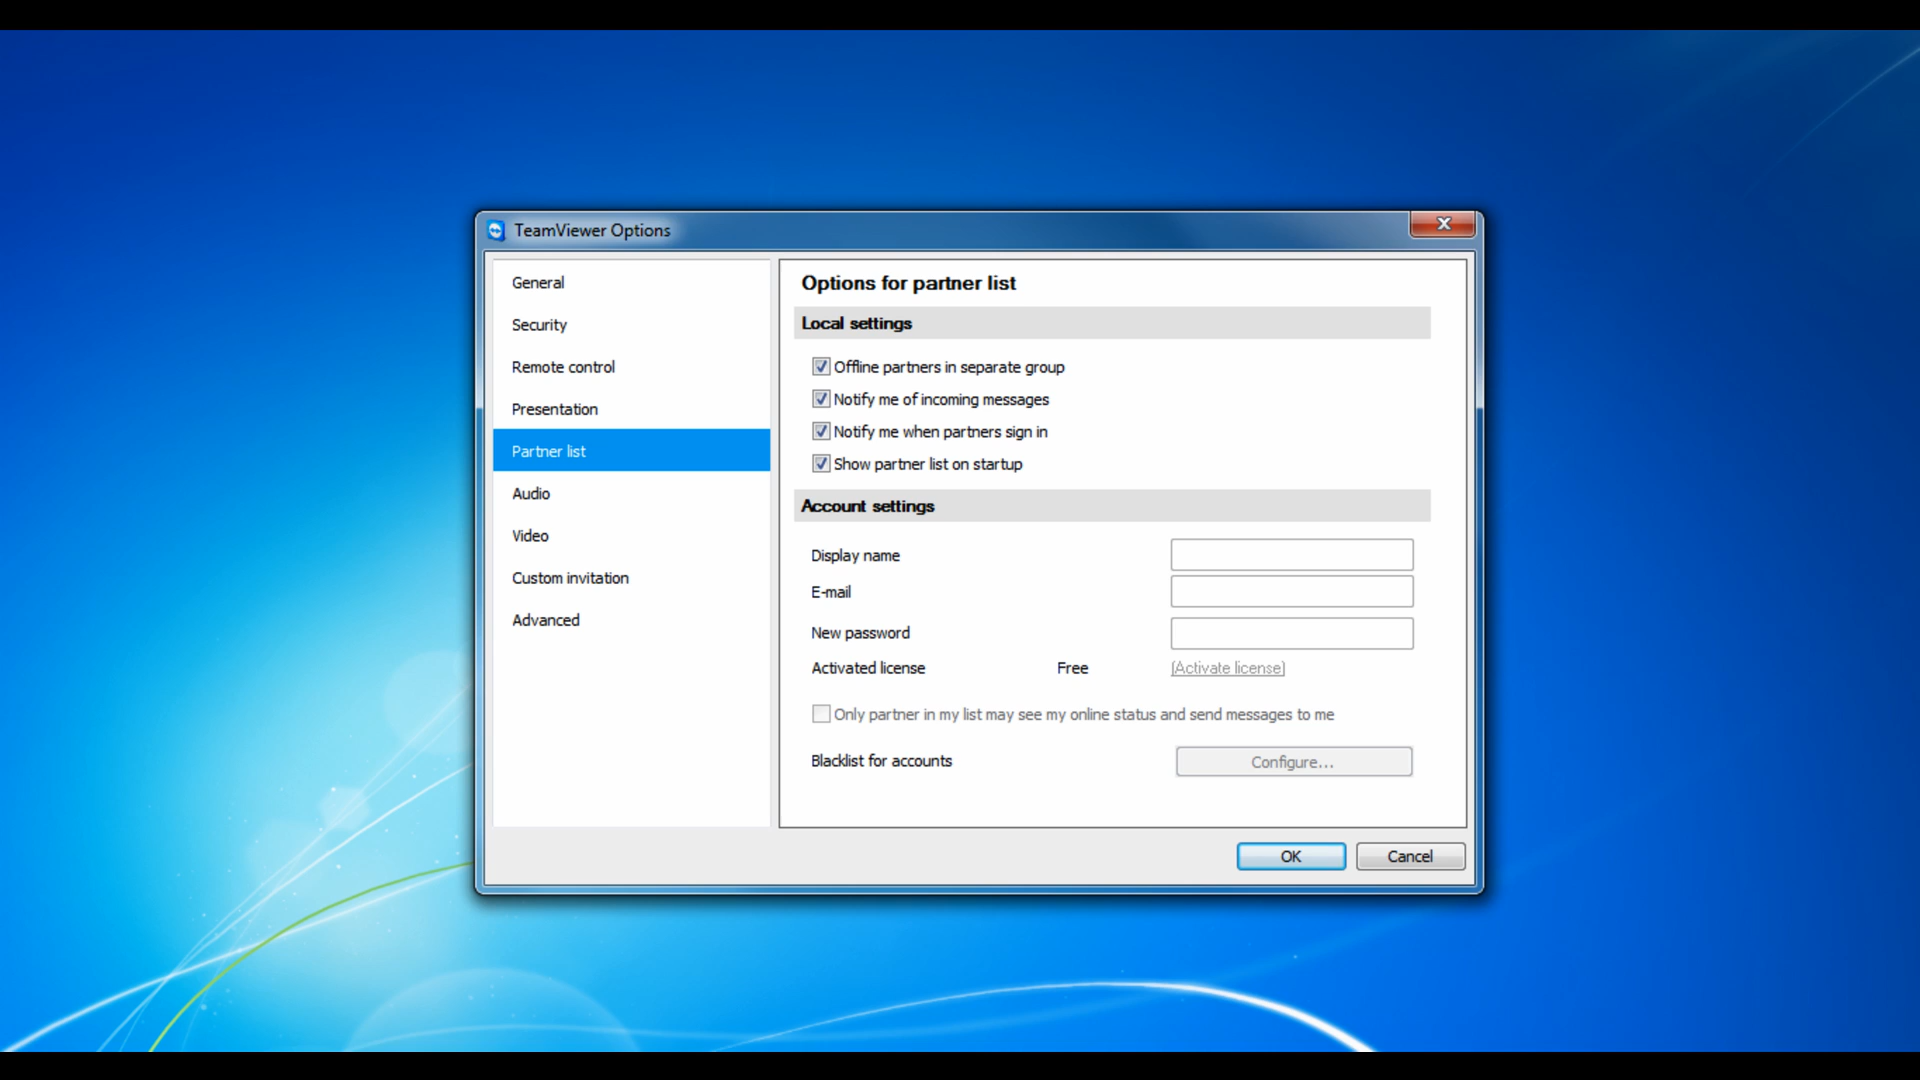 TeamViewer Options
X
General
Security
Remote control
Presentation
Partner list
Audio
Video
Custom invitation
Advanced
Options for partner list
Local settings
Offline partners in separate group
Notify me of incoming messages
Notify me when partners sign in
Show partner list on startup
Account settings
Display name
E-mail
New password
Activated license Free (Activate license)
Only partner in my list may see my online status and send messages to me
Blacklist for accounts Configure...
OK Cancel